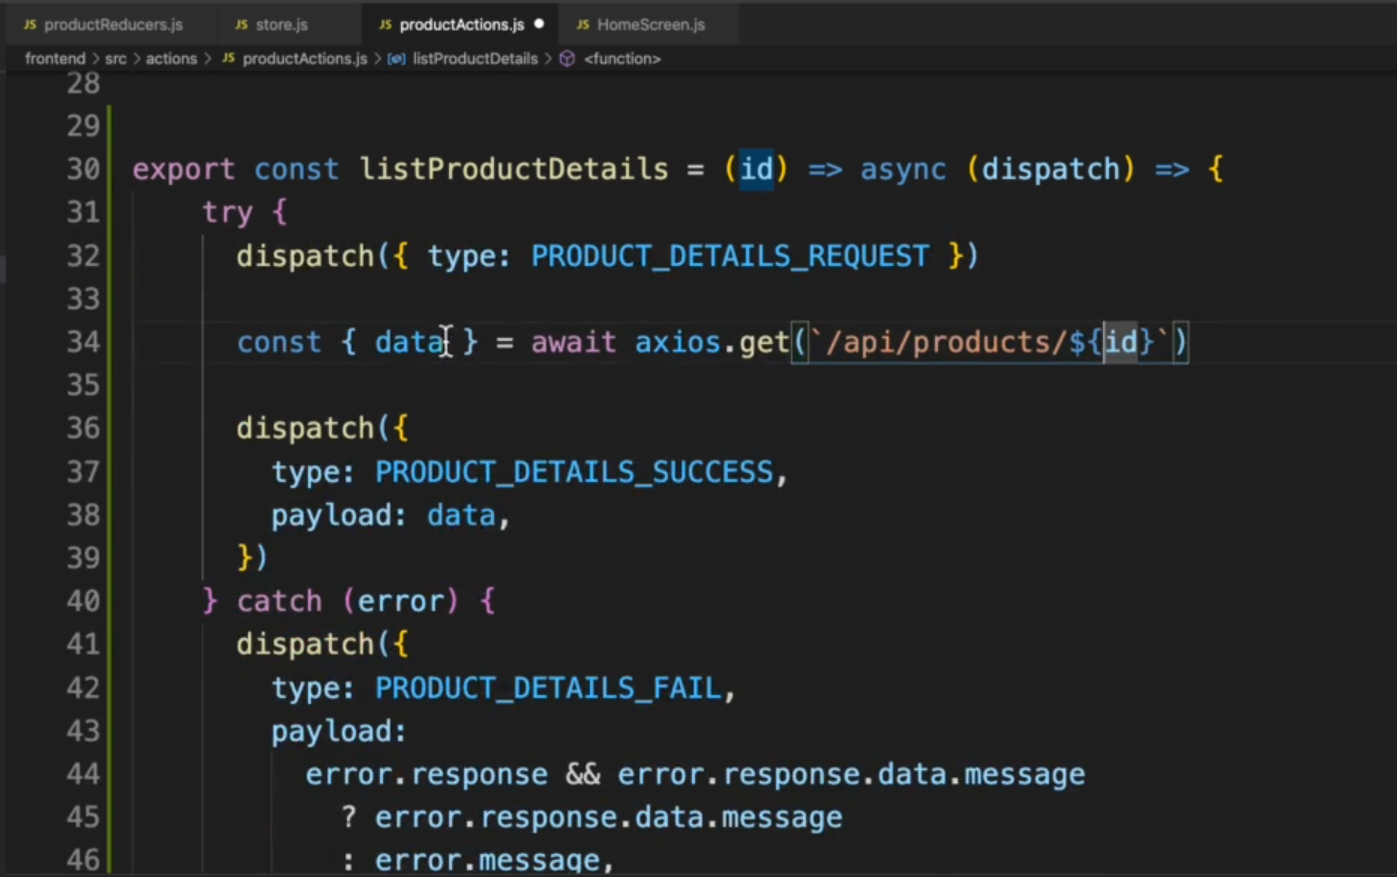 JS productReducers.js JS store.js JS productActions.js JS HomeScreen.js
frontend > src > actions > JS productActions.js > listProductDetails > <function>
28
29
30 export const listProductDetails = (id) => async (dispatch) => {
31 try {
32 dispatch({ type: PRODUCT_DETAILS_REQUEST })
33
34 const { data } = await axios.get(`/api/products/${id}`)
35
36 dispatch({
37 type: PRODUCT_DETAILS_SUCCESS,
38 payload: data,
39 })
40 } catch (error) {
41 dispatch({
42 type: PRODUCT_DETAILS_FAIL,
43 payload:
44 error.response && error.response.data.message
45 ? error.response.data.message
46 : error.message,